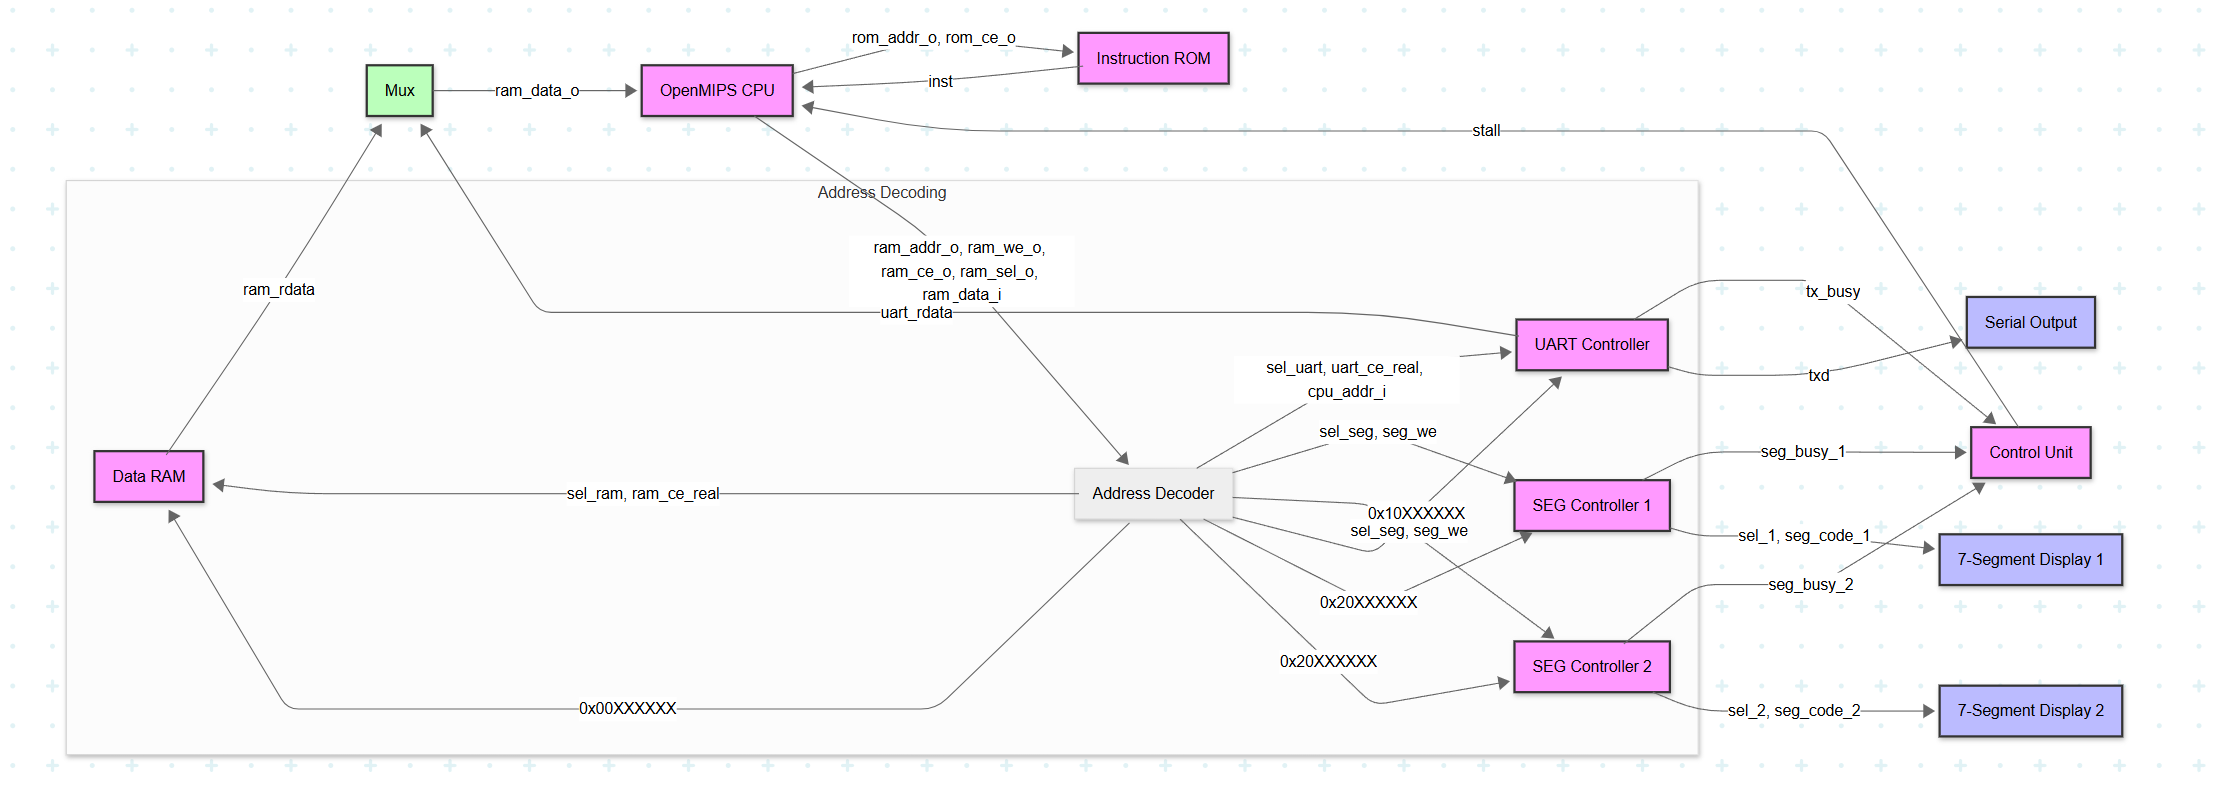 rom_addr_o, rom_ce_o
Instruction ROM
Mux
ram_data_o
OpenMIPS CPU
inst
stall
Address Decoding
ram_addr_o, ram_we_o,
ram_ce_o, ram_sel_o,
ram_data_i
ram_rdata
uart_rdata
tx_busy
Serial Output
UART Controller
sel_uart, uart_ce_real,
cpu_addr_i
txd
sel_seg, seg_we
seg_busy_1
Control Unit
Data RAM
sel_ram, ram_ce_real
Address Decoder
0x10XXXXXX
sel_seg, seg_we
SEG Controller 1
sel_1, seg_code_1
7-Segment Display 1
0x20XXXXXX
seg_busy_2
0x20XXXXXX
SEG Controller 2
0x00XXXXXX
sel_2, seg_code_2
7-Segment Display 2